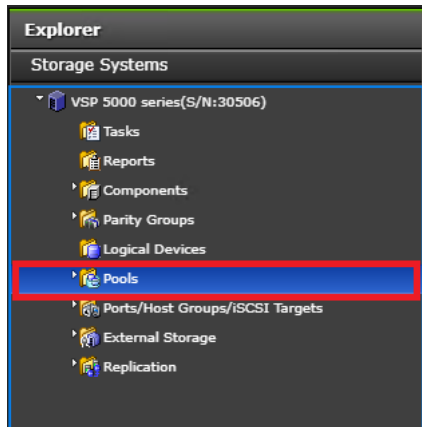 Explorer
Storage Systems
VSP 5000 series(S/N:30506)
Tasks
Reports
Components
Parity Groups
Logical Devices
Pools
Ports/Host Groups/iSCSI Targets
External Storage
Replication